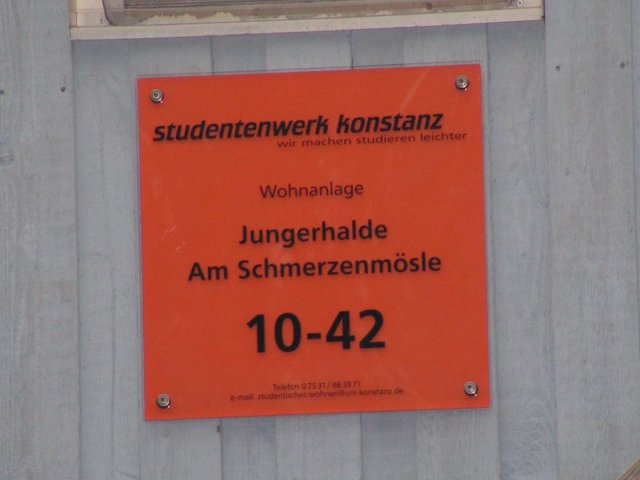 studentenwerk konstanz
wir machen studieren leichter
Wohnanlage
Jungerhalde
Am Schmerzenmösle
10-42
Telefon: 0 75 31 / 88 39 71
e-mail: studentisches.wohnen@uni-konstanz.de